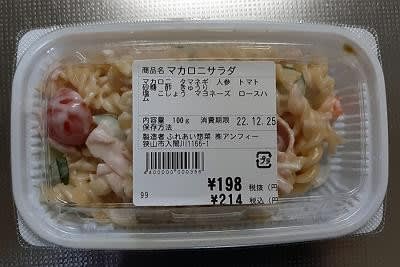 商品名 マカロニサラダ
マカロニ タマネギ 人参 トマト
砂糖 酢 きゅうり
塩 こしょう マヨネーズ ロースハ
ム
内容量 100g 消費期限 22.12.25
保存方法
製造者 ふれあい惣菜 ㈱アンフィー
狭山市入間川1166-1
¥198 税抜
99 ¥214 税込